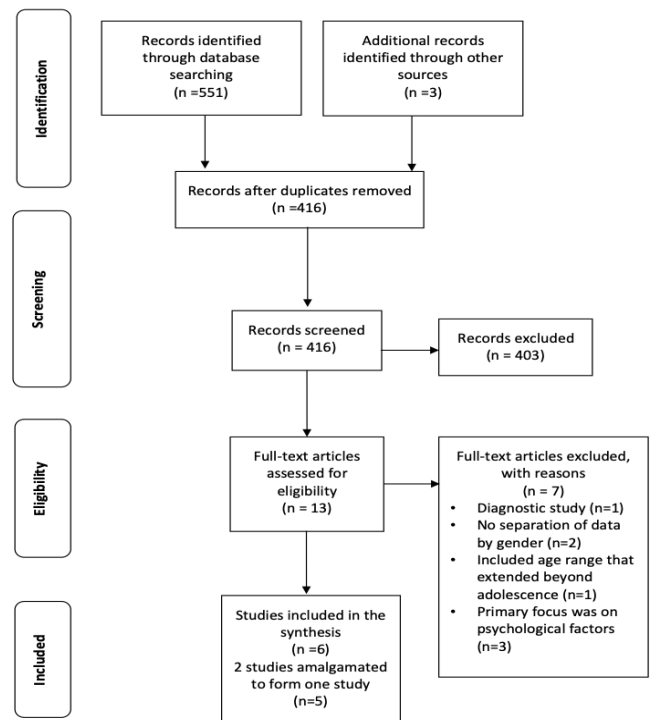 Identification
Records identified
through database
searching
(n =551)
Additional records
identified through other
sources
(n =3)
Records after duplicates removed
(n =416)
Screening
Records screened
(n = 416)
Records excluded
(n = 403)
Eligibility
Full-text articles
assessed for
eligibility
(n = 13)
Full-text articles excluded,
with reasons
(n = 7)
• Diagnostic study (n=1)
• No separation of data
by gender (n=2)
• Included age range that
extended beyond
adolescence (n=1)
• Primary focus was on
psychological factors
(n=3)
Included
Studies included in the
synthesis
(n =6)
2 studies amalgamated
to form one study
(n=5)